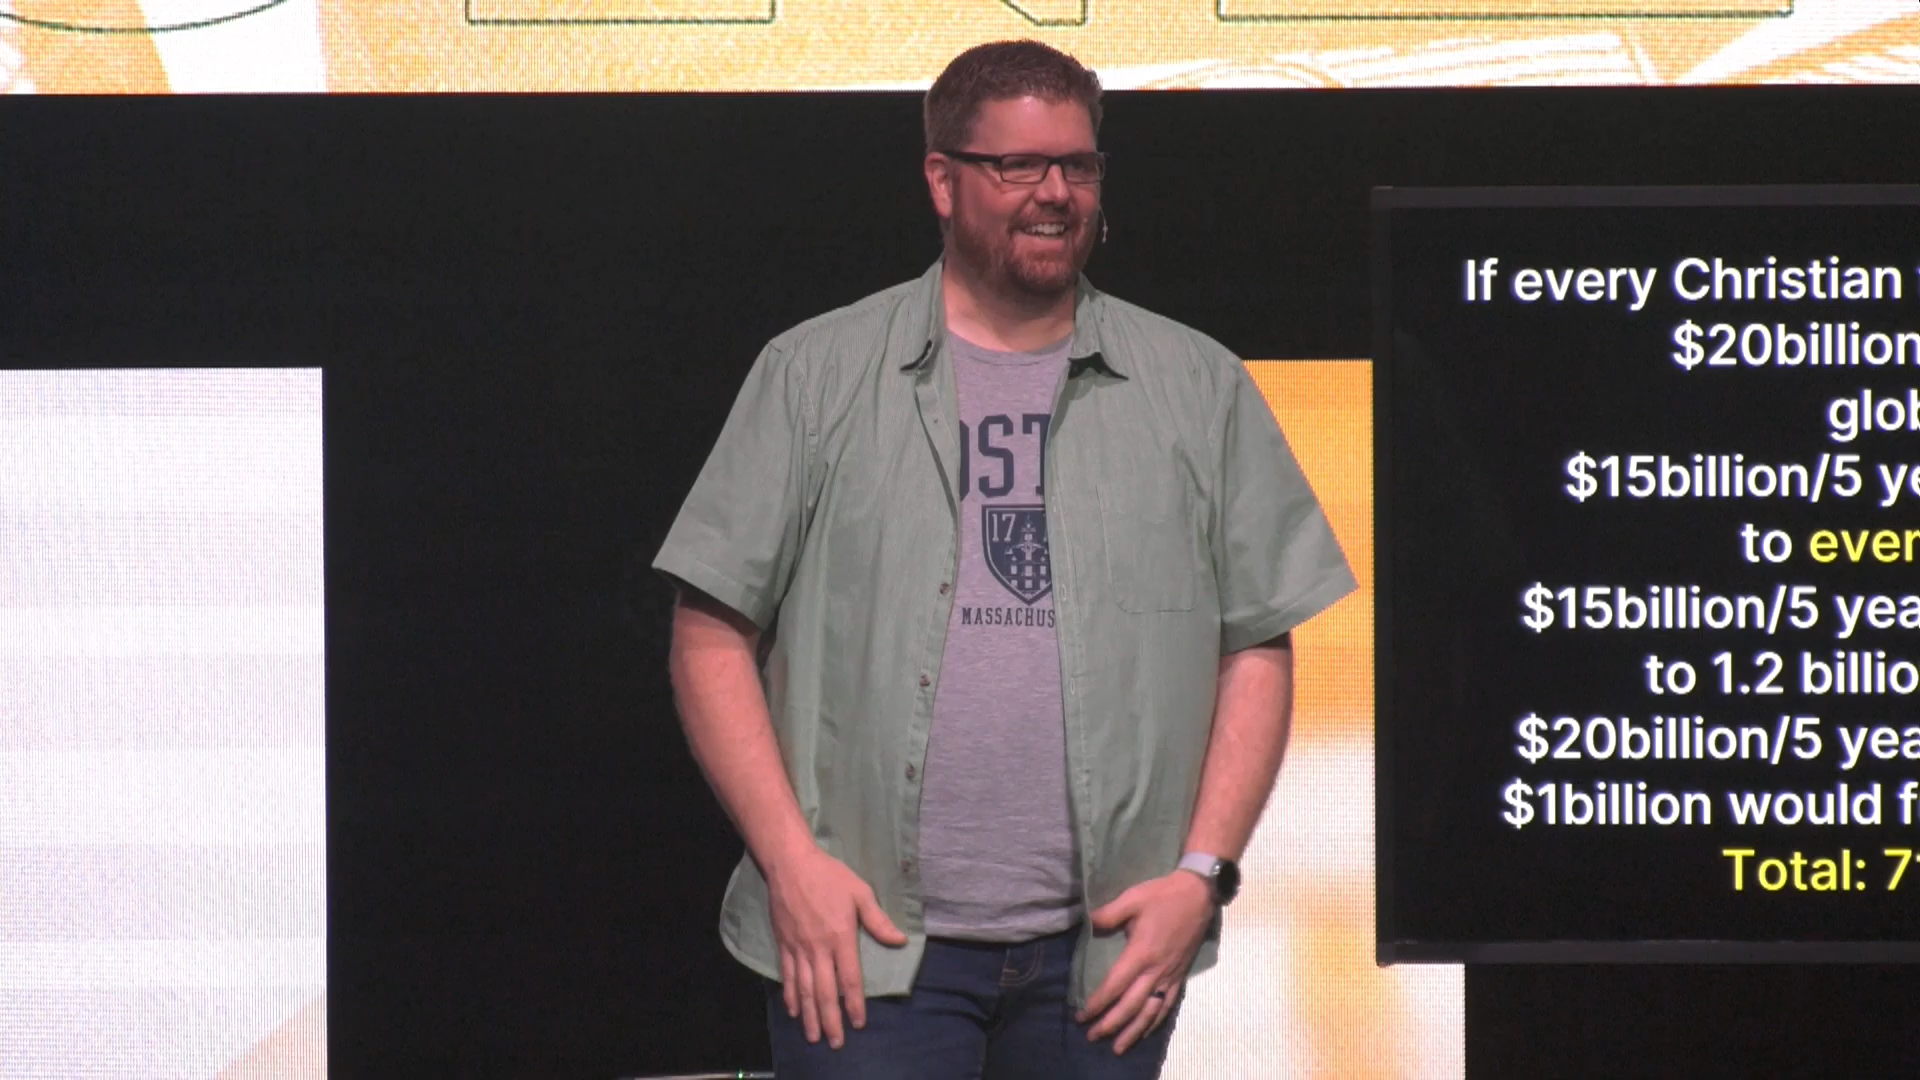 17
MASSACHUS
If every Christian
$20billion
glob
$15billion/5 ye
to ever
$15billion/5 yea
to 1.2 billio
$20billion/5 yea
$1billion would f
Total: 7